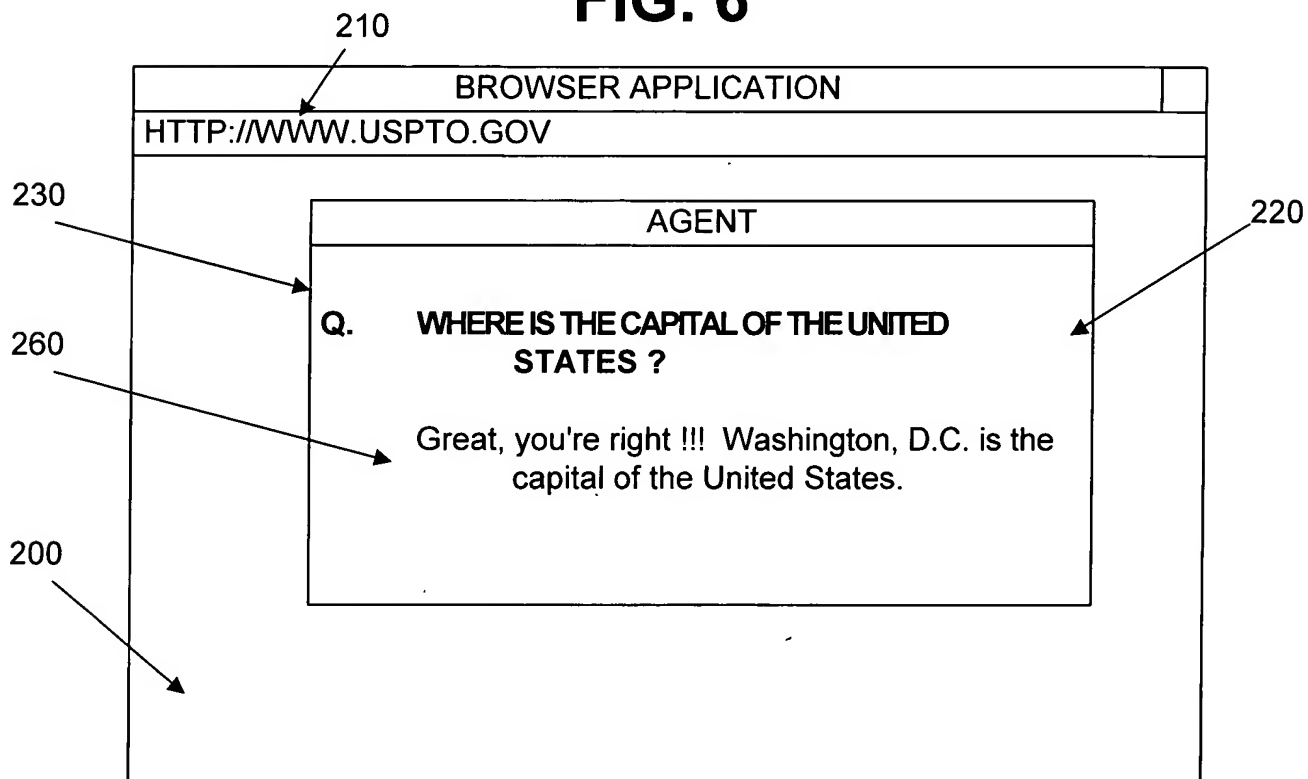 FIG. 6
210
BROWSER APPLICATION
HTTP://WWW.USPTO.GOV
230
AGENT
220
Q. WHERE IS THE CAPITAL OF THE UNITED
STATES ?
260
Great, you're right !!! Washington, D.C. is the
capital of the United States.
200